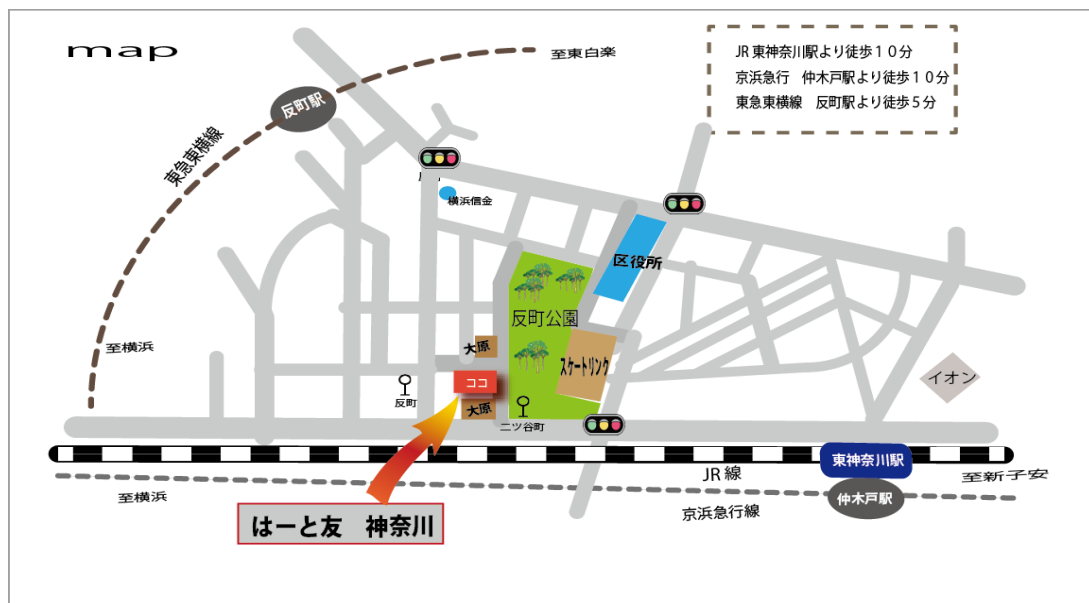 map
至東白楽
JR東神奈川駅より徒歩１０分
京浜急行　仲木戸駅より徒歩１０分
東急東横線　反町駅より徒歩５分
反町駅
東急東横線
横浜信金
区役所
反町公園
至横浜
大原
スケートリンク
ココ
イオン
反町
大原
二ツ谷町
東神奈川駅
JR線
至新子安
至横浜
仲木戸駅
京浜急行線
はーと友　神奈川